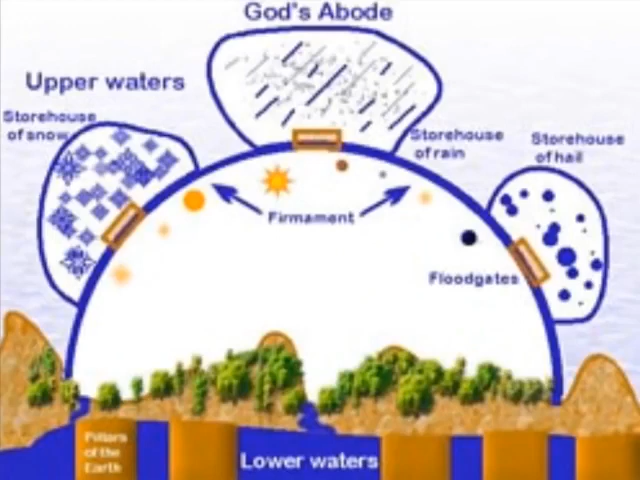 God's Abode
Upper waters
Storehouse
of snow
Storehouse
of rain
Storehouse
of hail
Firmament
Floodgates
Pillars
of the
Earth
Lower waters